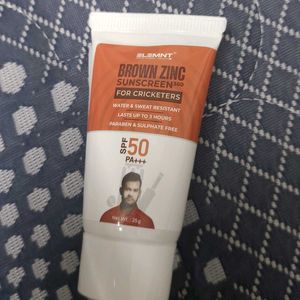 ELEMNT
BROWN ZINC
SUNSCREEN
FOR CRICKETERS
WATER & SWEAT RESISTANT
LASTS UP TO 3 HOURS
PARABEN & SULPHATE FREE
SPF 50
PA+++
Net Wt. : 25 g